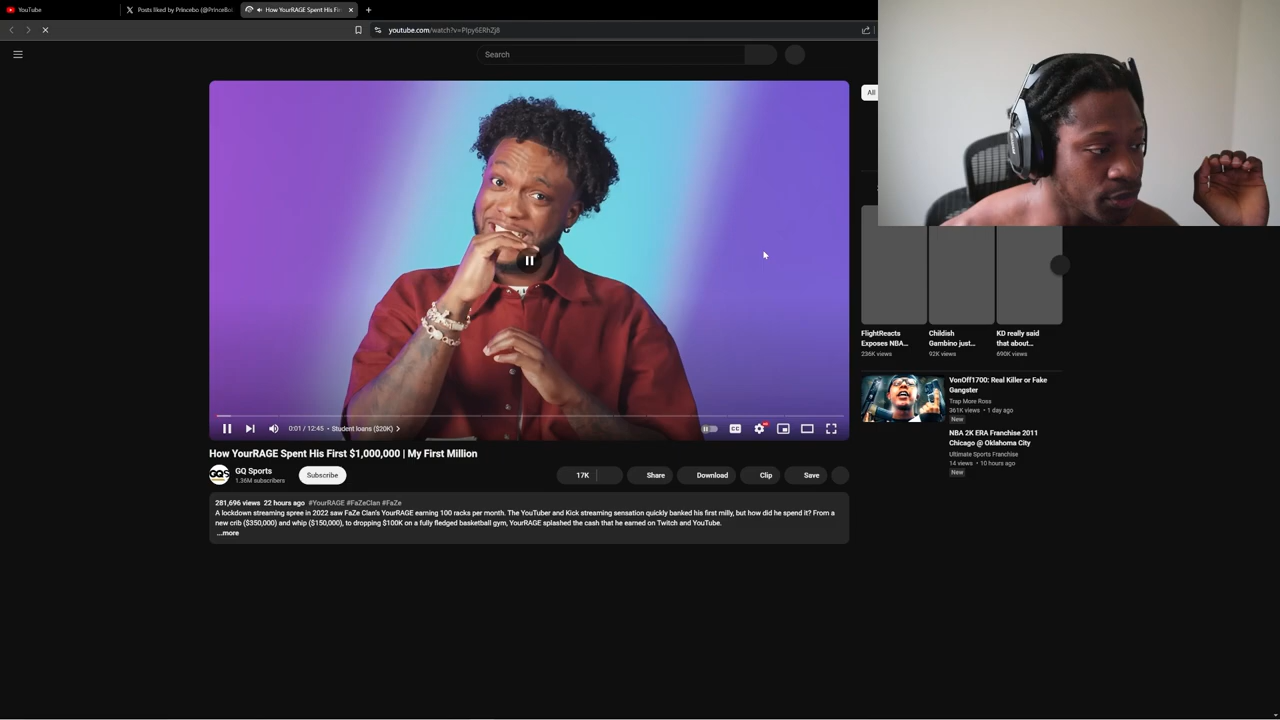 YouTube
Posts liked by Princebo (@PrinceBo
How YourRAGE Spent His Fir
youtube.com/watch?v=PIpy6ERhZj8
Search
All
0:01 / 12:45 • Student loans ($20K)
CC
How YourRAGE Spent His First $1,000,000 | My First Million
GQ Sports
1.36M subscribers
Subscribe
17K
Share
Download
Clip
Save
281,696 views 22 hours ago #YourRAGE #FaZeClan #FaZe
A lockdown streaming spree in 2022 saw FaZe Clan's YourRAGE earning 100 racks per month. The YouTuber and Kick streaming sensation quickly banked his first milly, but how did he spend it? From a
new crib ($350,000) and whip ($150,000), to dropping $100K on a fully fledged basketball gym, YourRAGE splashed the cash that he earned on Twitch and YouTube.
...more
FlightReacts
Exposes NBA...
236K views
Childish
Gambino just...
92K views
KD really said
that about...
690K views
VonOff1700: Real Killer or Fake
Gangster
Trap More Ross
361K views • 1 day ago
New
NBA 2K ERA Franchise 2011
Chicago @ Oklahoma City
Ultimate Sports Franchise
14 views • 10 hours ago
New